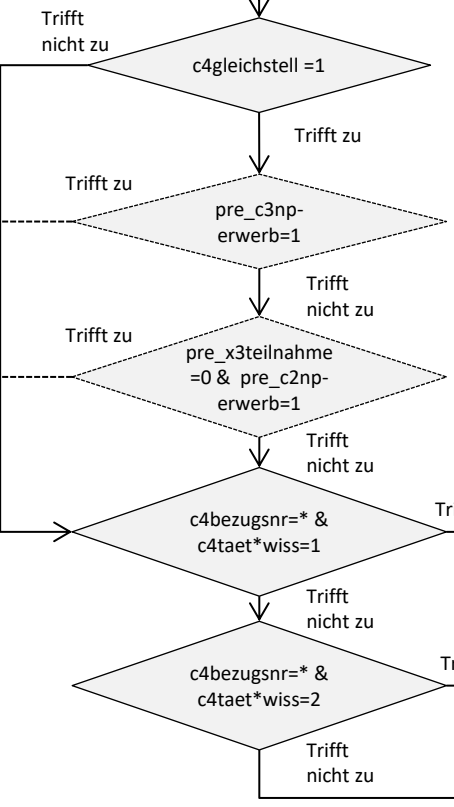 Trifft
nicht zu
c4gleichstell =1
Trifft zu
Trifft zu
pre_c3np-
erwerb=1
Trifft
nicht zu
Trifft zu
pre_x3teilnahme
=0 & pre_c2np-
erwerb=1
Trifft
nicht zu
c4bezugsnr=* &
c4taet*wiss=1
Trifft
nicht zu
c4bezugsnr=* &
c4taet*wiss=2
Trifft
nicht zu